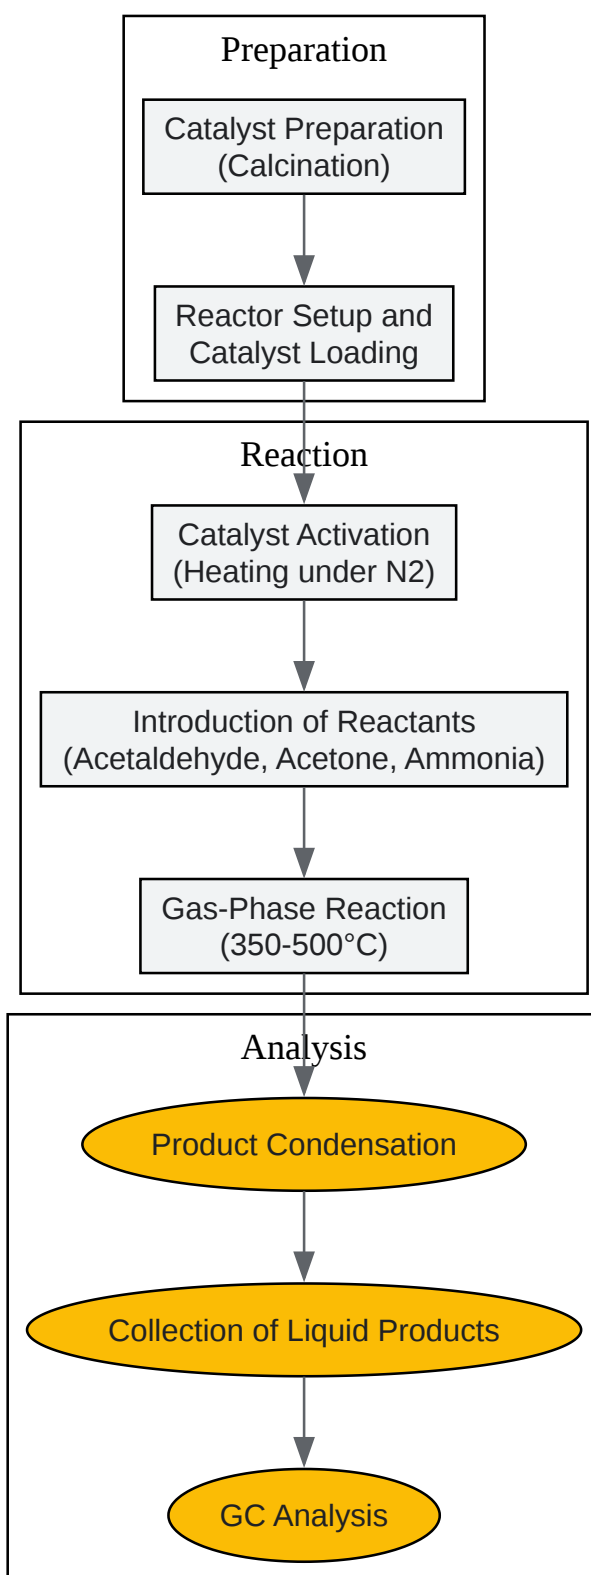 Preparation
Catalyst Preparation
(Calcination)
Reactor Setup and
Catalyst Loading
Reaction
Catalyst Activation
(Heating under N2)
Introduction of Reactants
(Acetaldehyde, Acetone, Ammonia)
Gas-Phase Reaction
(350-500°C)
Analysis
Product Condensation
Collection of Liquid Products
GC Analysis